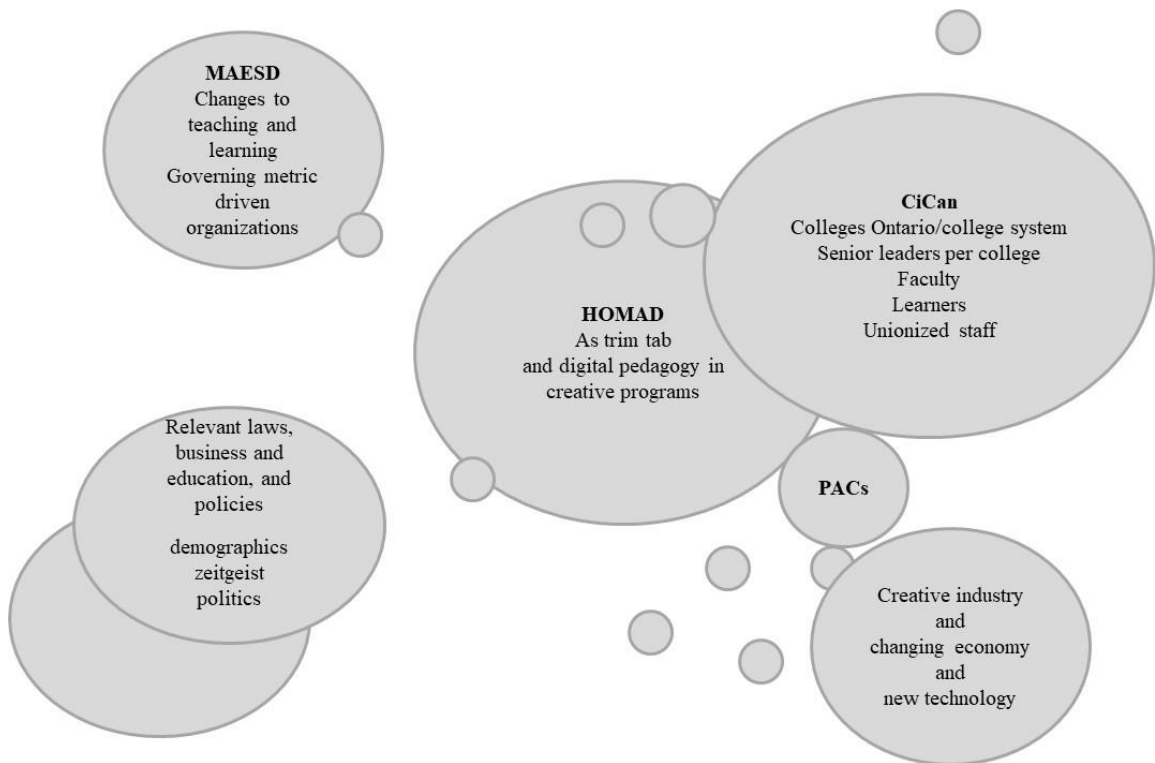 MAESD
Changes to
teaching and
learning
Governing metric
driven
organizations
CiCan
Colleges Ontario/college system
Senior leaders per college
Faculty
Learners
Unionized staff
HOMAD
As trim tab
and digital pedagogy in
creative programs
Relevant laws,
business and
education, and
policies
demographics
zeitgeist
politics
PACs
Creative industry
and
changing economy
and
new technology